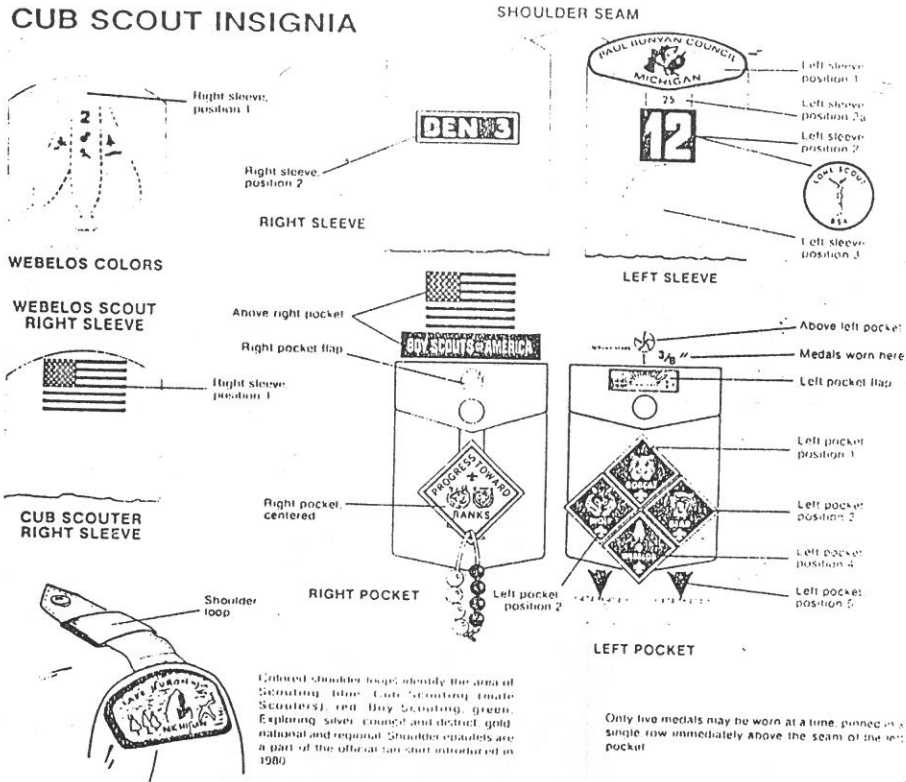 CUB SCOUT INSIGNIA
SHOULDER SEAM
PAUL BUNYAN COUNCIL
MICHIGAN
Left sleeve
position 1
Right sleeve,
position 1
2
25
Left sleeve
position 2a
DEN 3
12
Left sleeve
position 2
Right sleeve,
position 2
LONE SCOUT
BSA
RIGHT SLEEVE
Left sleeve
position 3
WEBELOS COLORS
LEFT SLEEVE
WEBELOS SCOUT
RIGHT SLEEVE
Above right pocket
Above left pocket
BOY SCOUTS OF AMERICA
Right pocket flap
3/8"
Medals worn here
Right sleeve,
position 1
Left pocket flap
Left pocket
position 1
PROGRESS TOWARD
RANKS
BOBCAT
WOLF
BEAR
WEBELOS
Right pocket,
centered
Left pocket
position 3
CUB SCOUTER
RIGHT SLEEVE
Left pocket
position 4
RIGHT POCKET
Left pocket
position 2
Left pocket,
position 5
Shoulder
loop
LEFT POCKET
LAKE HURON
MICHIGAN
Colored shoulder loops identify the area of
Scouting blue Cub Scouting (male
Scouters), red Boy Scouting, green
Exploring silver council and district, gold
national and regional Shoulder epaulets are
a part of the official tan shirt introduced in
1980
Only five medals may be worn at a time, pinned in a
single row immediately above the seam of the left
pocket